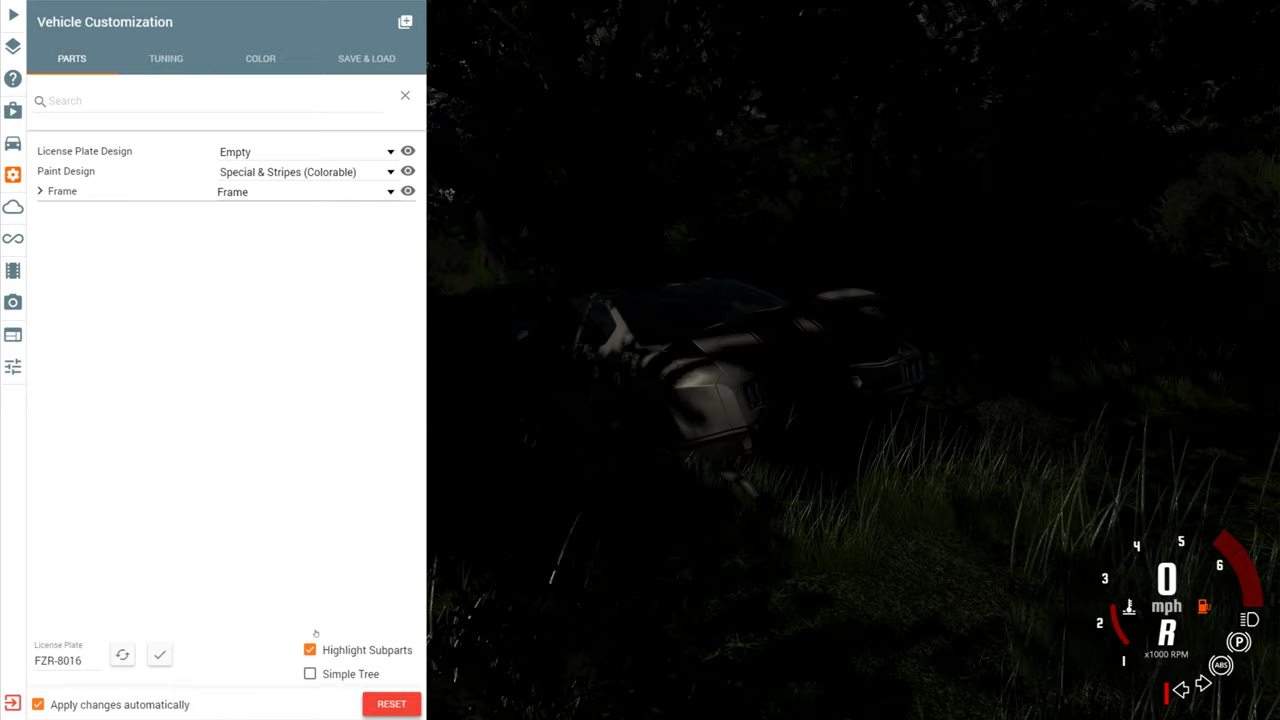 Vehicle Customization
PARTS TUNING COLOR SAVE & LOAD
Search
License Plate Design Empty
Paint Design Special & Stripes (Colorable)
Frame Frame
License Plate
FZR-8016
Highlight Subparts
Simple Tree
Apply changes automatically RESET
1 2 3 4 5 6
0
mph
R
x1000 RPM
P
ABS